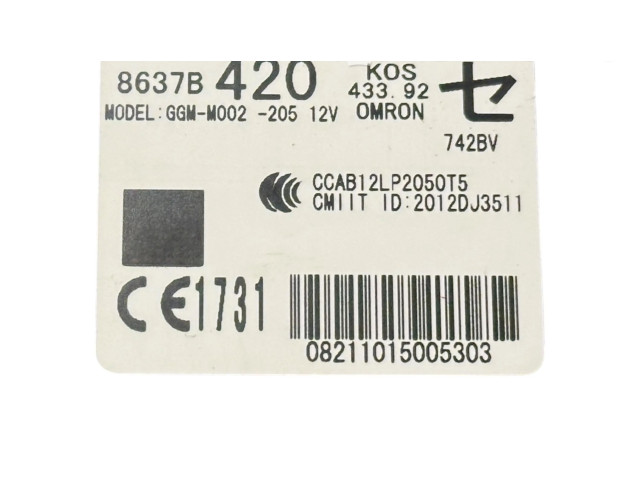 8637B 420 KOS セ
433.92
MODEL:GGM-M002 -205 12V OMRON
742BV
CCAB12LP2050T5
CMIIT ID:2012DJ3511
CE1731
08211015005303